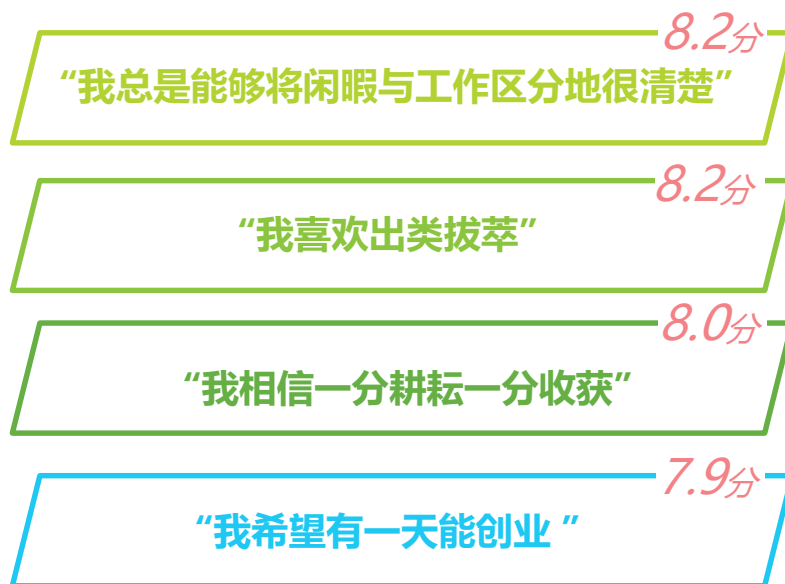 8.2分
“我总是能够将闲暇与工作区分地很清楚”
8.2分
“我喜欢出类拔萃”
8.0分
“我相信一分耕耘一分收获”
7.9分
“我希望有一天能创业 ”